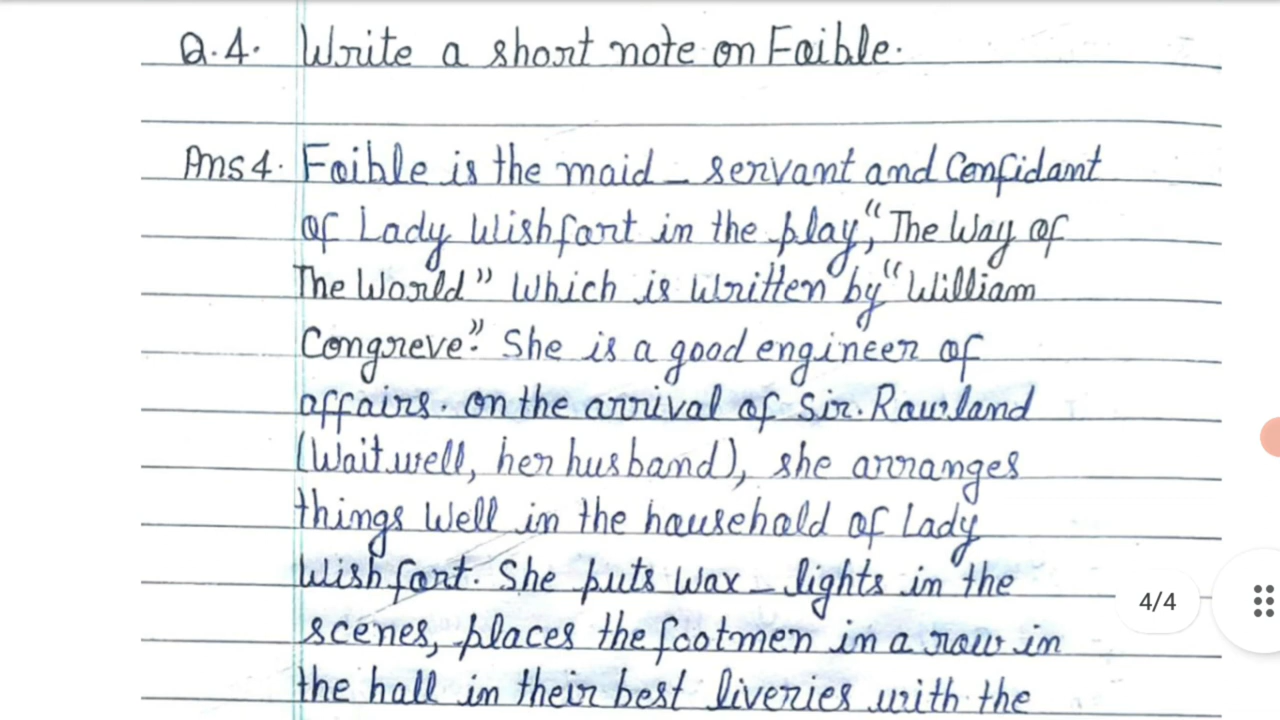 Q.4. Write a short note on Foible.
Ans 4. Foible is the maid - servant and Confidant
of Lady Wishfort in the play, "The Way of
The World" Which is written by "William
Congreve". She is a good engineer of
affairs. on the arrival of Sir. Rowland
(Waitwell, her husband), she arranges
things Well in the household of Lady
Wishfort. She puts wax - lights in the
scenes, places the footmen in a row in
4/4
the hall in their best liveries with the